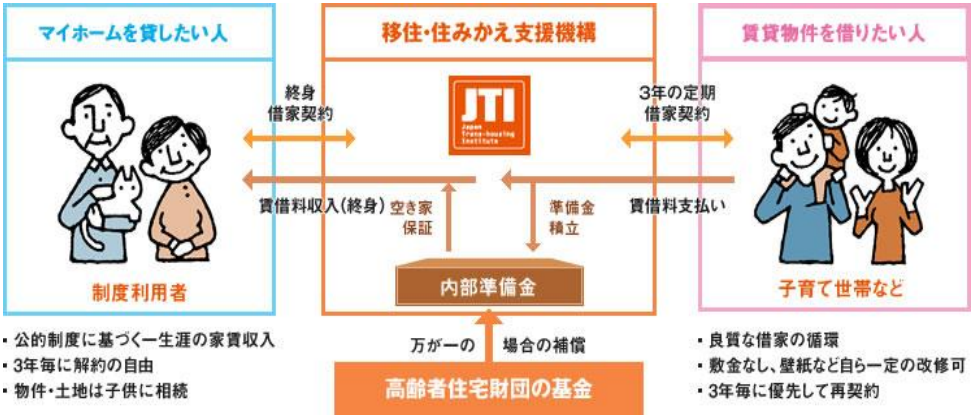 マイホームを貸したい人
移住・住みかえ支援機構
賃貸物件を借りたい人
終身
借家契約
JTI
Japan
Trans-housing
Institute
3年の定期
借家契約
賃借料収入(終身)
空き家
保証
準備金
積立
賃借料支払い
内部準備金
制度利用者
子育て世帯など
万が一の 場合の補償
高齢者住宅財団の基金
▪ 公的制度に基づく一生涯の家賃収入
▪ 3年毎に解約の自由
▪ 物件・土地は子供に相続
▪ 良質な借家の循環
▪ 敷金なし、壁紙など自ら一定の改修可
▪ 3年毎に優先して再契約